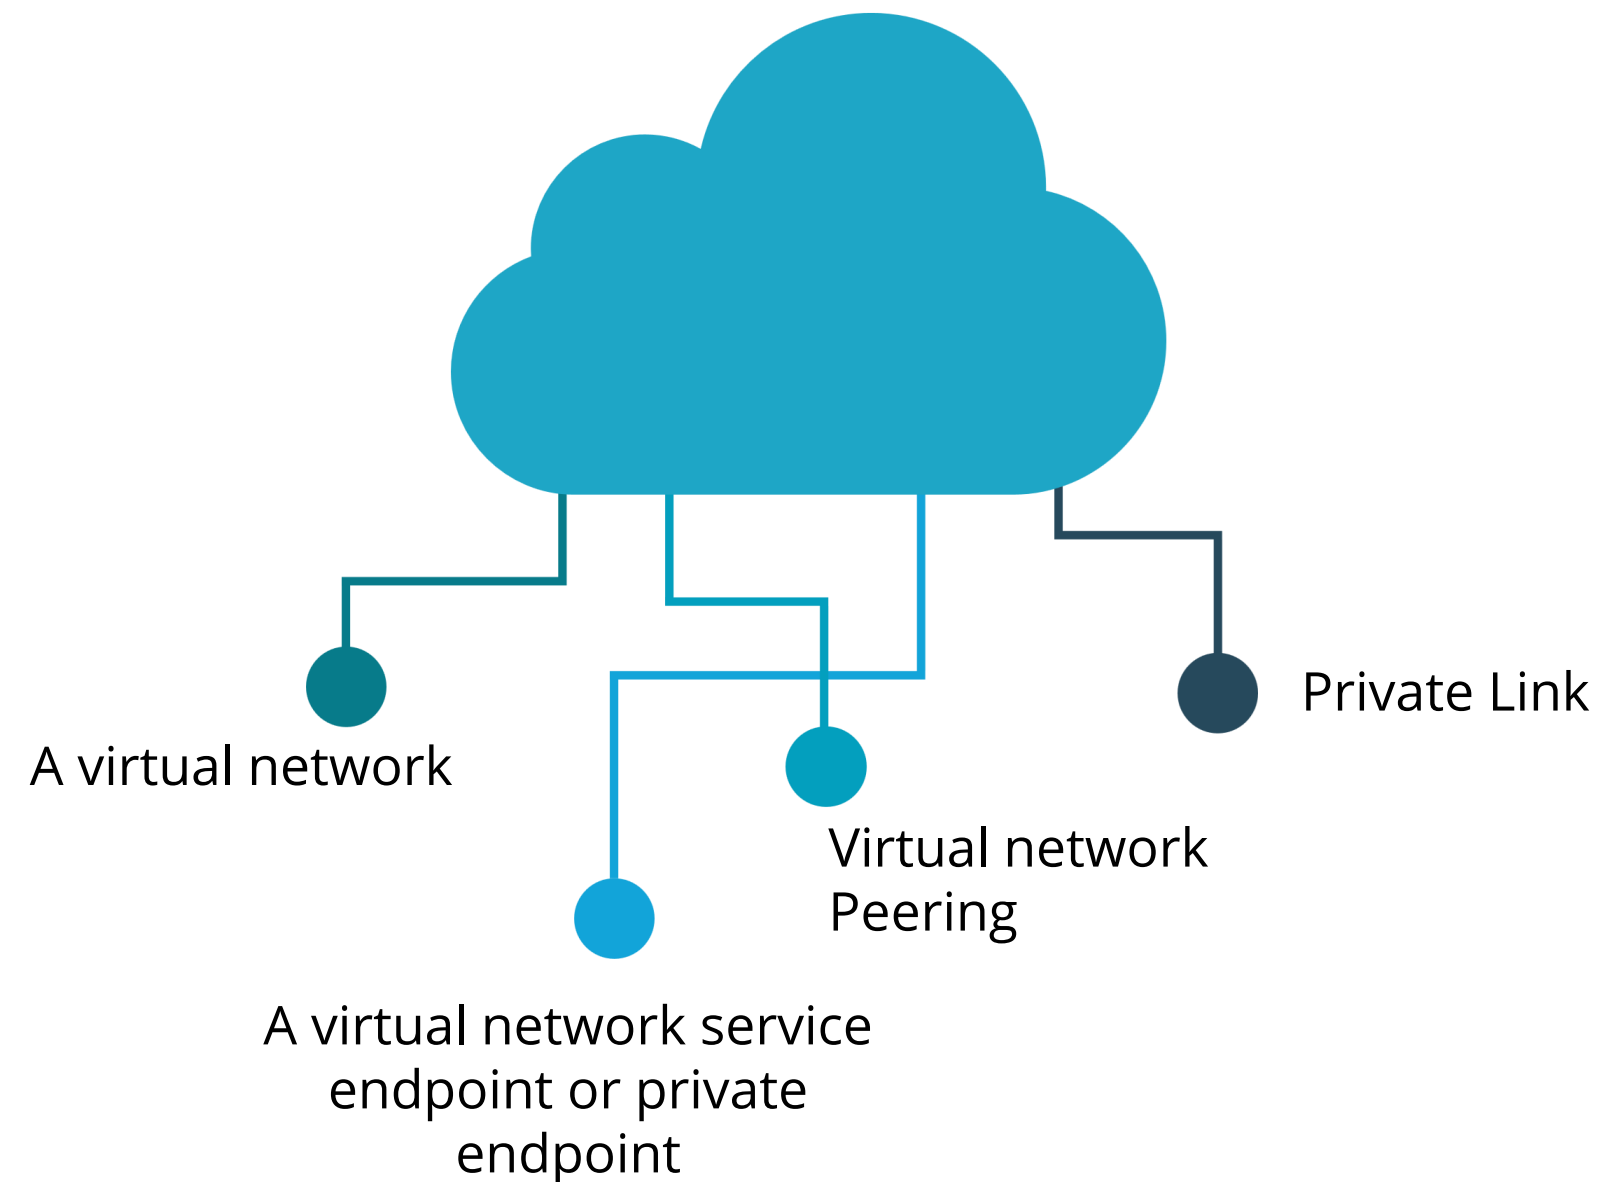 Private Link
A virtual network
Virtual network
Peering
A virtual network service
endpoint or private
endpoint